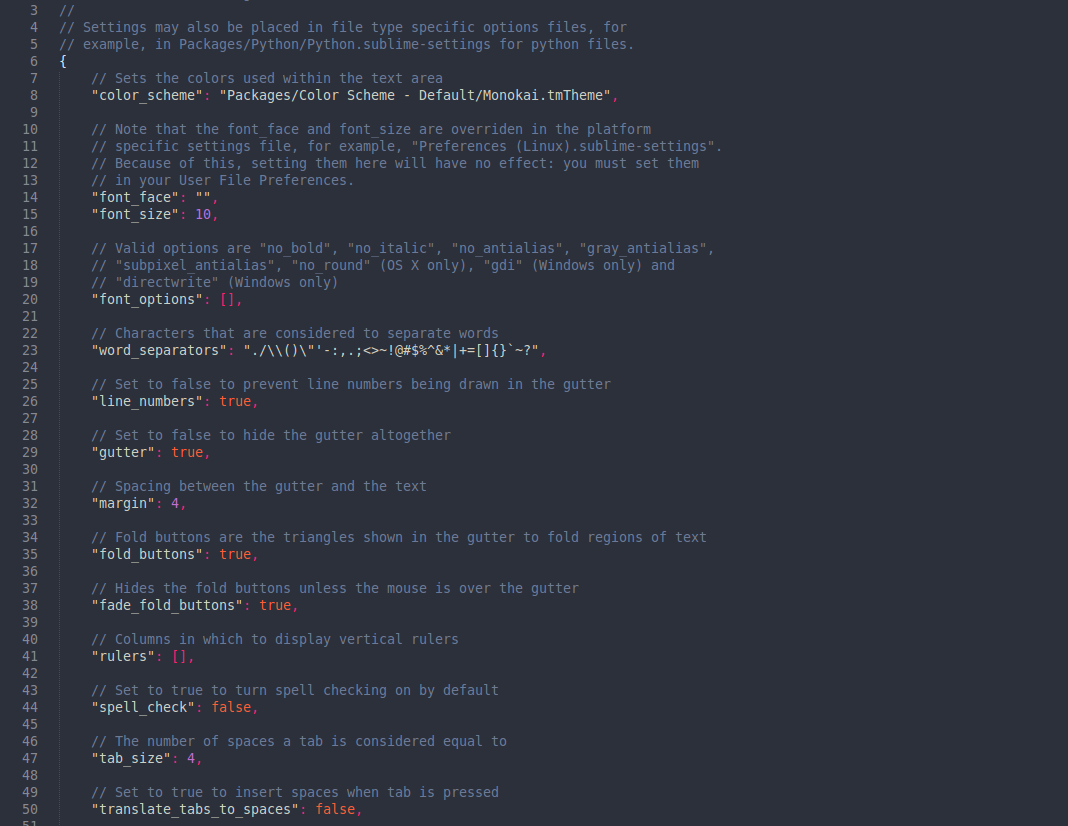 3 //
4 // Settings may also be placed in file type specific options files, for
5 // example, in Packages/Python/Python.sublime-settings for python files.
6 {
7 // Sets the colors used within the text area
8 "color_scheme": "Packages/Color Scheme - Default/Monokai.tmTheme",
9
10 // Note that the font_face and font_size are overriden in the platform
11 // specific settings file, for example, "Preferences (Linux).sublime-settings".
12 // Because of this, setting them here will have no effect: you must set them
13 // in your User File Preferences.
14 "font_face": "",
15 "font_size": 10,
16
17 // Valid options are "no_bold", "no_italic", "no_antialias", "gray_antialias",
18 // "subpixel_antialias", "no_round" (OS X only), "gdi" (Windows only) and
19 // "directwrite" (Windows only)
20 "font_options": [],
21
22 // Characters that are considered to separate words
23 "word_separators": "./\\()\"'-:,.;<>~!@#$%^&*|+=[]{}`~?",
24
25 // Set to false to prevent line numbers being drawn in the gutter
26 "line_numbers": true,
27
28 // Set to false to hide the gutter altogether
29 "gutter": true,
30
31 // Spacing between the gutter and the text
32 "margin": 4,
33
34 // Fold buttons are the triangles shown in the gutter to fold regions of text
35 "fold_buttons": true,
36
37 // Hides the fold buttons unless the mouse is over the gutter
38 "fade_fold_buttons": true,
39
40 // Columns in which to display vertical rulers
41 "rulers": [],
42
43 // Set to true to turn spell checking on by default
44 "spell_check": false,
45
46 // The number of spaces a tab is considered equal to
47 "tab_size": 4,
48
49 // Set to true to insert spaces when tab is pressed
50 "translate_tabs_to_spaces": false,
51